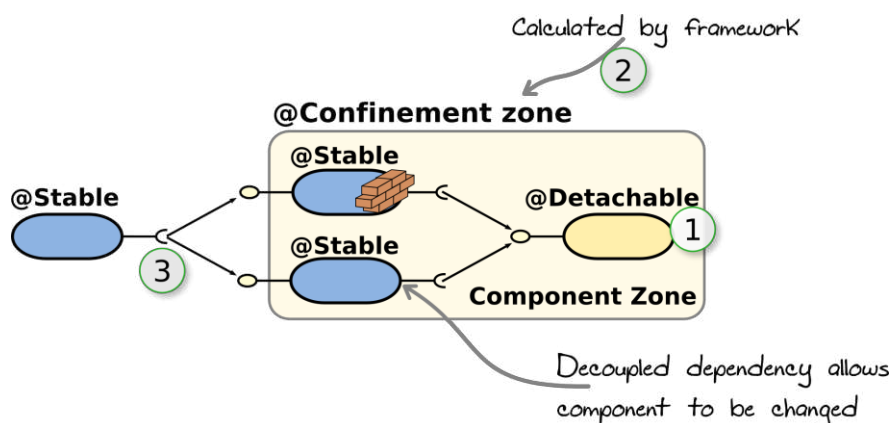 Calculated by framework
2
@Confinement zone
@Stable
@Stable
@Detachable
1
@Stable
3
Component Zone
Decoupled dependency allows
component to be changed